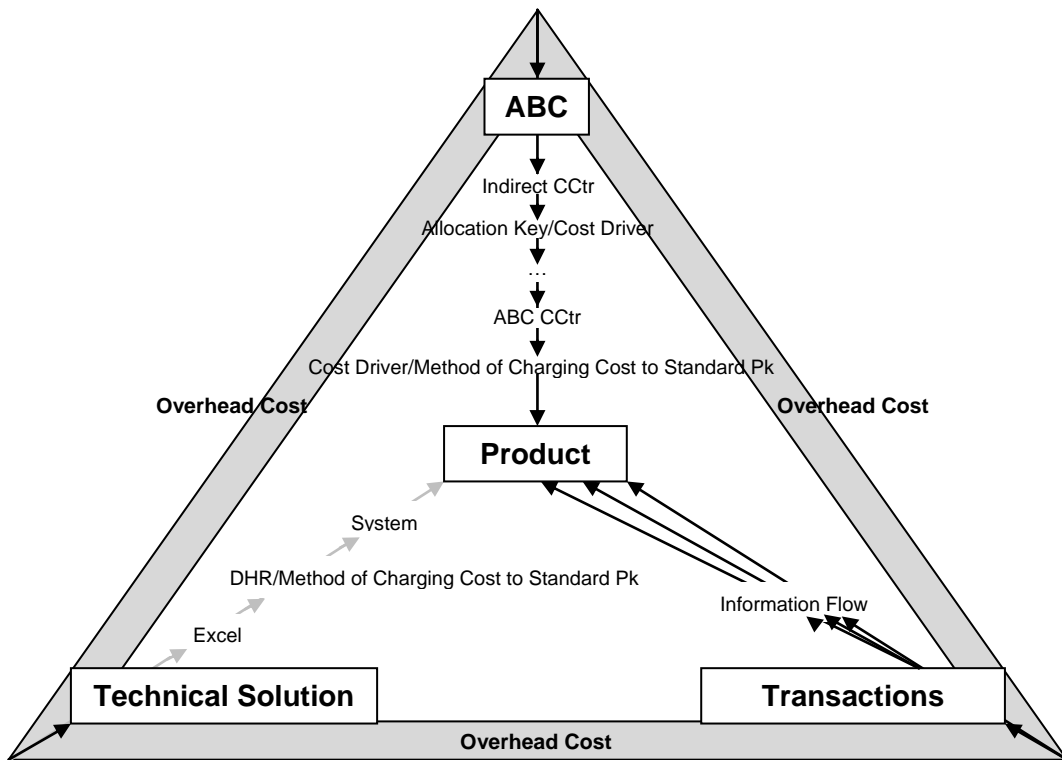 ABC
Indirect CCtr
Allocation Key/Cost Driver
...
ABC CCtr
Cost Driver/Method of Charging Cost to Standard Pk
Overhead Cost
Overhead Cost
Product
System
DHR/Method of Charging Cost to Standard Pk
Information Flow
Excel
Technical Solution
Transactions
Overhead Cost